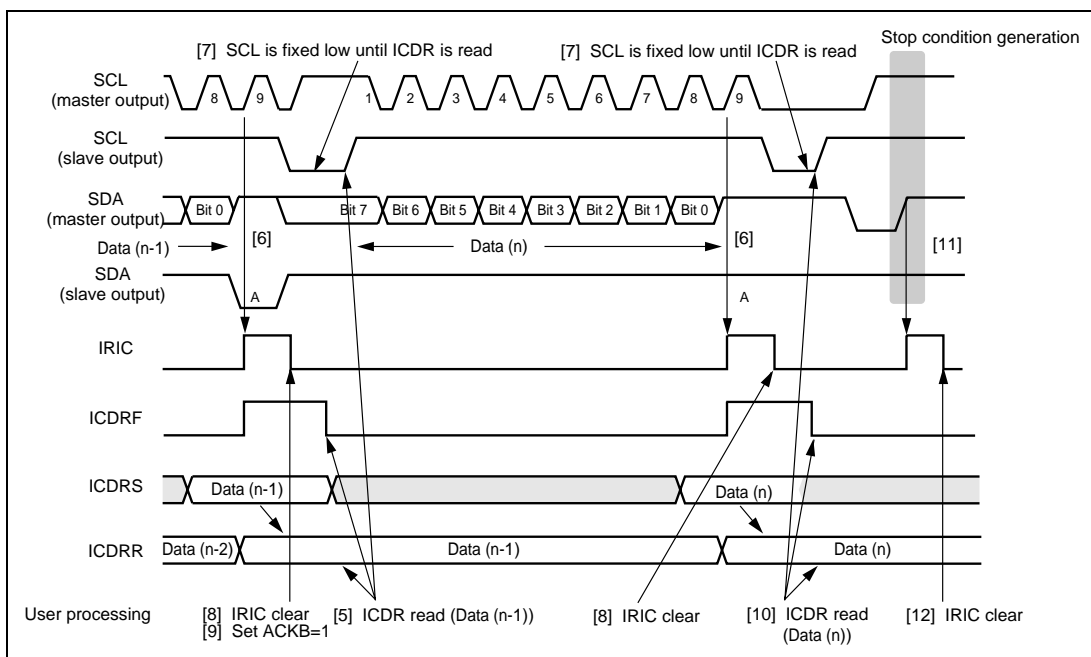 [7] SCL is fixed low until ICDR is read
[7] SCL is fixed low until ICDR is read
Stop condition generation
SCL
(master output)
8
9
1
2
3
4
5
6
7
8
9
SCL
(slave output)
SDA
(master output)
Bit 0
Bit 7
Bit 6
Bit 5
Bit 4
Bit 3
Bit 2
Bit 1
Bit 0
Data (n-1)
[6]
Data (n)
[6]
[11]
SDA
(slave output)
A
A
IRIC
ICDRF
ICDRS
Data (n-1)
Data (n)
ICDRR
Data (n-2)
Data (n-1)
Data (n)
User processing
[8] IRIC clear
[9] Set ACKB=1
[5] ICDR read (Data (n-1))
[8] IRIC clear
[10] ICDR read
(Data (n))
[12] IRIC clear